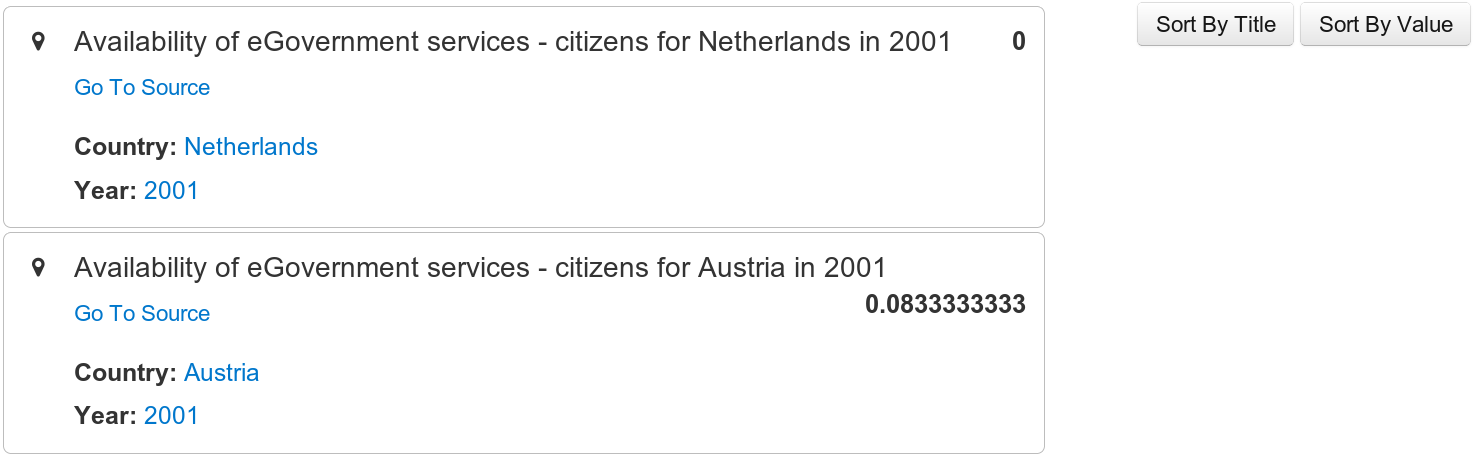 Availability of eGovernment services - citizens for Netherlands in 2001 0
Go To Source
Country: Netherlands
Year: 2001
Availability of eGovernment services - citizens for Austria in 2001
0.0833333333
Go To Source
Country: Austria
Year: 2001
Sort By Title Sort By Value